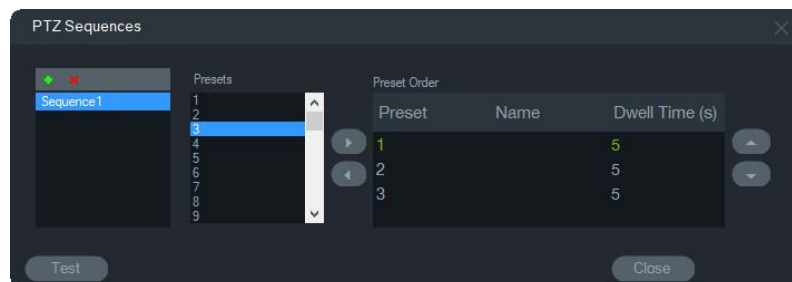 PTZ Sequences
Sequence1
Presets
1
2
3
4
5
6
7
8
9
Preset Order
Preset Name Dwell Time (s)
1 5
2 5
3 5
Test
Close